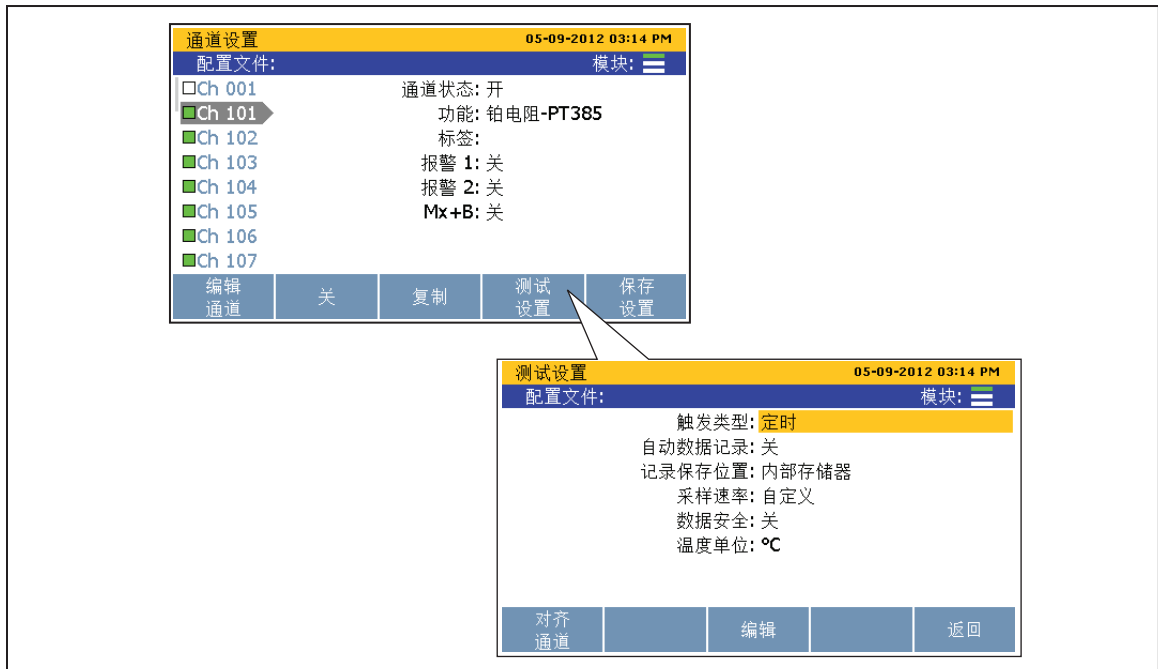 通道设置 05-09-2012 03:14 PM
配置文件: 模块:
Ch 001 通道状态: 开
Ch 101 功能: 铂电阻-PT385
Ch 102 标签:
Ch 103 报警 1: 关
Ch 104 报警 2: 关
Ch 105 Mx+B: 关
Ch 106
Ch 107
编辑通道 关 复制 测试设置 保存设置
测试设置 05-09-2012 03:14 PM
配置文件: 模块:
触发类型: 定时
自动数据记录: 关
记录保存位置: 内部存储器
采样速率: 自定义
数据安全: 关
温度单位: °C
对齐通道 编辑 返回